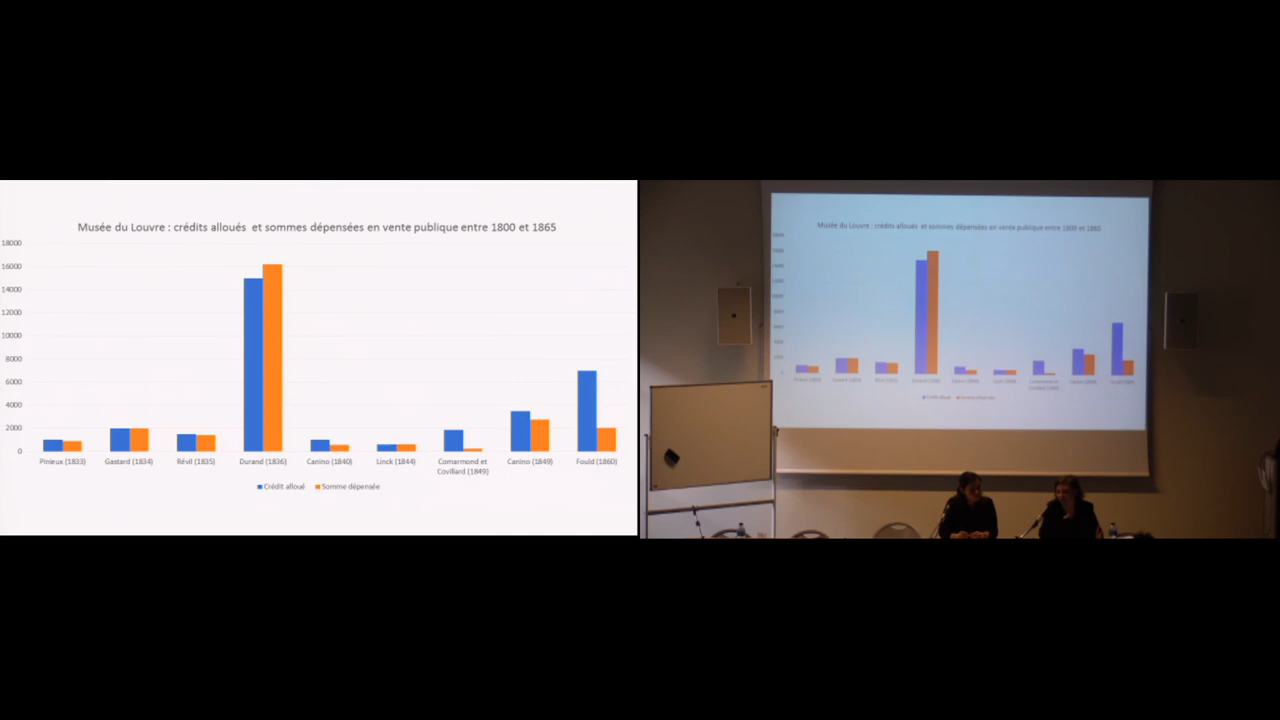 Musée du Louvre : crédits alloués et sommes dépensées en vente publique entre 1800 et 1865
18000
16000
14000
12000
10000
8000
6000
4000
2000
0
Pinieux (1833) Gastard (1834) Révil (1835) Durand (1836) Canino (1840) Linck (1844) Comarmond et Covillard (1849) Canino (1849) Fould (1860)
Crédit alloué Somme dépensée
Musée du Louvre : crédits alloués et sommes dépensées en vente publique entre 1800 et 1865